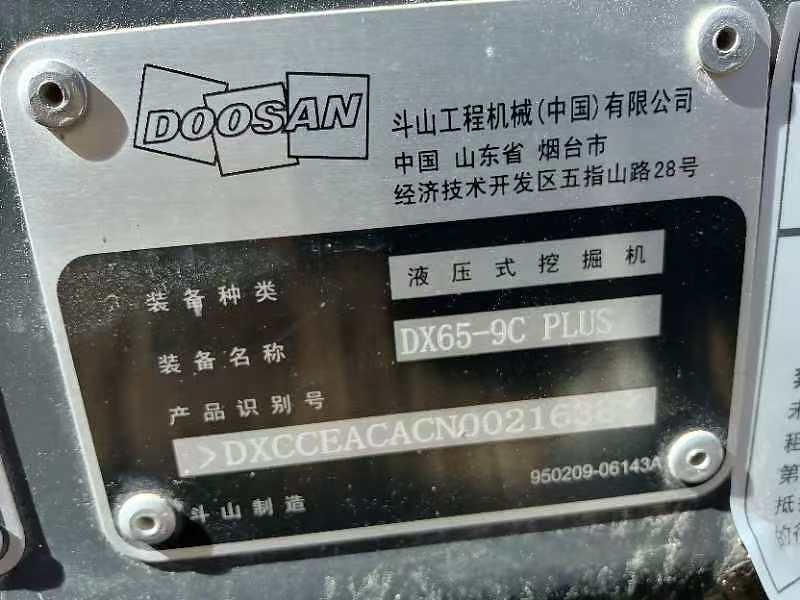 DOOSAN
斗山工程机械(中国)有限公司
中国 山东省 烟台市
经济技术开发区五指山路28号
装备种类 液压式挖掘机
装备名称 DX65-9C PLUS
产品识别号
950209-06143A
斗山制造